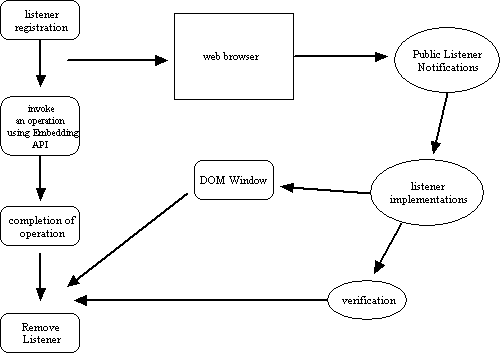 listener
registration
web browser
Public Listener
Notifications
invoke
an operation
using Embedding
API
DOM Window
listener
implementations
completion of
operation
verification
Remove
Listener